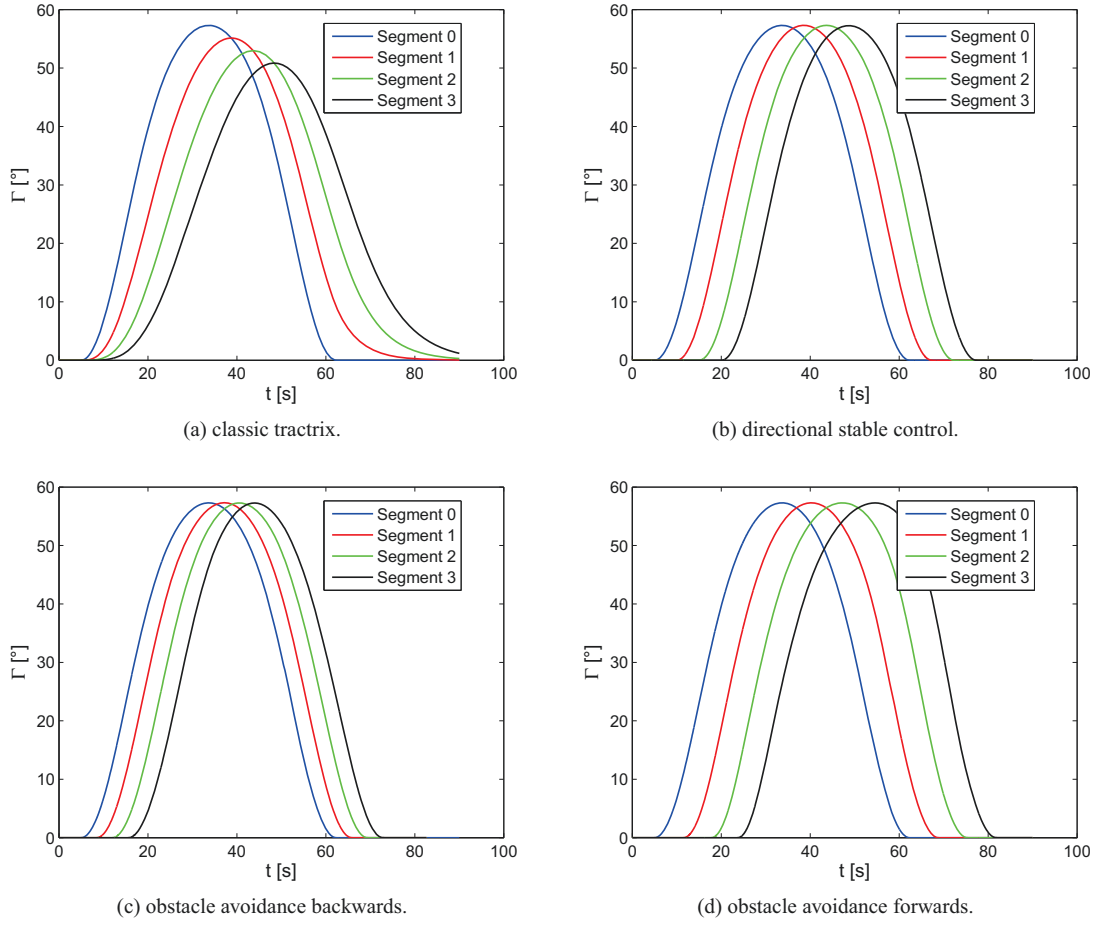 60
50
40
30
20
10
0
Γ [°]
0 20 40 60 80 100
t [s]
Segment 0
Segment 1
Segment 2
Segment 3
(a) classic tractrix.
60
50
40
30
20
10
0
Γ [°]
0 20 40 60 80 100
t [s]
Segment 0
Segment 1
Segment 2
Segment 3
(b) directional stable control.
60
50
40
30
20
10
0
Γ [°]
0 20 40 60 80 100
t [s]
Segment 0
Segment 1
Segment 2
Segment 3
(c) obstacle avoidance backwards.
60
50
40
30
20
10
0
Γ [°]
0 20 40 60 80 100
t [s]
Segment 0
Segment 1
Segment 2
Segment 3
(d) obstacle avoidance forwards.